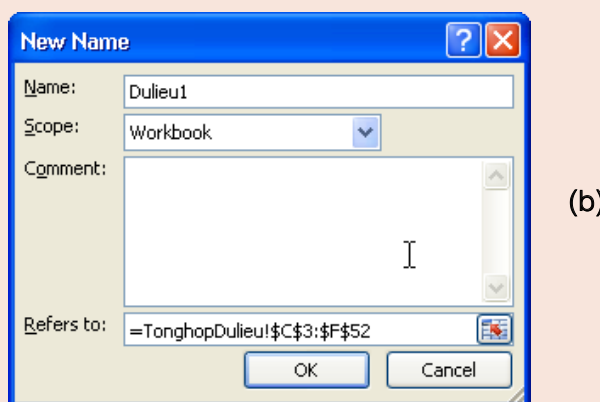 New Name
Name: Dulieu1
Scope: Workbook
Comment:
(b)
Refers to: =TonghopDulieu!$C$3:$F$52
OK Cancel